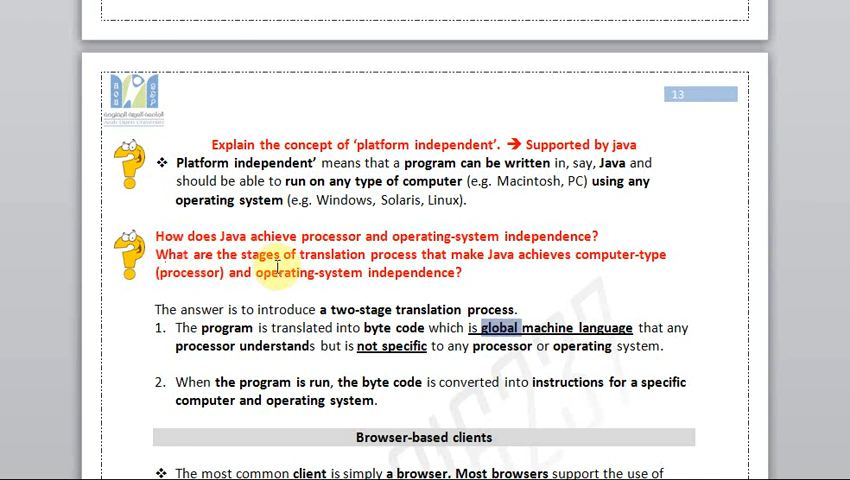 13
Explain the concept of ‘platform independent’. ➔ Supported by java
❖ Platform independent’ means that a program can be written in, say, Java and
should be able to run on any type of computer (e.g. Macintosh, PC) using any
operating system (e.g. Windows, Solaris, Linux).
How does Java achieve processor and operating-system independence?
What are the stages of translation process that make Java achieves computer-type
(processor) and operating-system independence?
The answer is to introduce a two-stage translation process.
1. The program is translated into byte code which is global machine language that any
processor understands but is not specific to any processor or operating system.
2. When the program is run, the byte code is converted into instructions for a specific
computer and operating system.
Browser-based clients
❖ The most common client is simply a browser. Most browsers support the use of